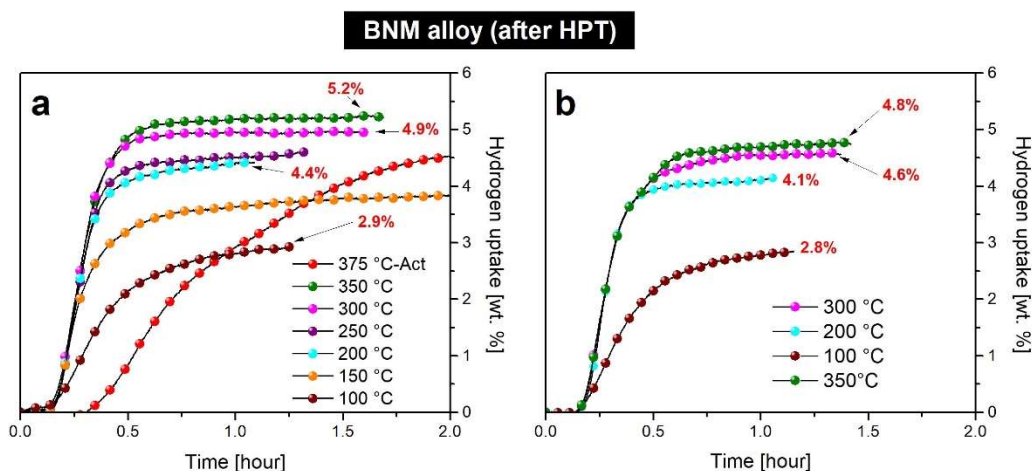 BNM alloy (after HPT)
a
5.2%
4.9%
4.4%
2.9%
375 °C-Act
350 °C
300 °C
250 °C
200 °C
150 °C
100 °C
0.0 0.5 1.0 1.5 2.0
Time [hour]
6
5
4
3
2
1
0
Hydrogen uptake [wt. %]
b
4.8%
4.6%
4.1%
2.8%
300 °C
200 °C
100 °C
350°C
0.0 0.5 1.0 1.5 2.0
Time [hour]
6
5
4
3
2
1
0
Hydrogen uptake [wt. %]